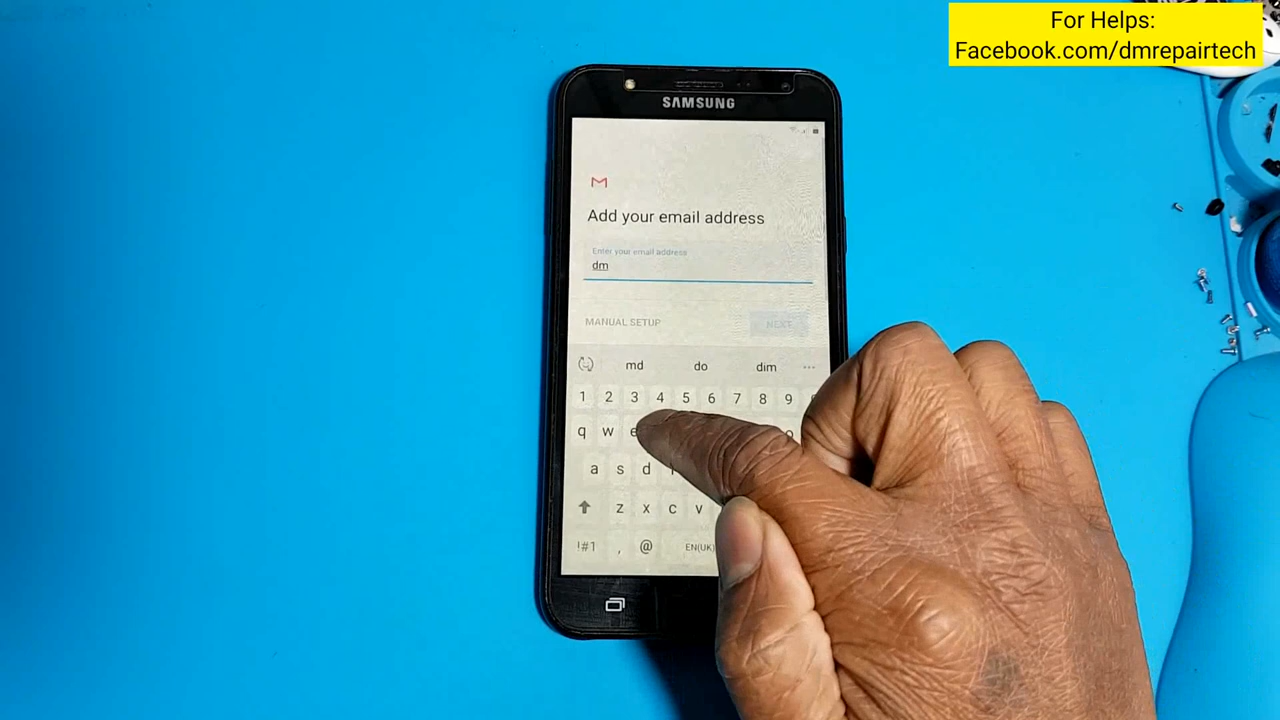 For Helps:
Facebook.com/dmrepairtech
SAMSUNG
Add your email address
Enter your email address
dm
MANUAL SETUP
NEXT
md do dim ...
1 2 3 4 5 6 7 8 9
q w e o
a s d
z x c v
!#1 , @ EN(UK)